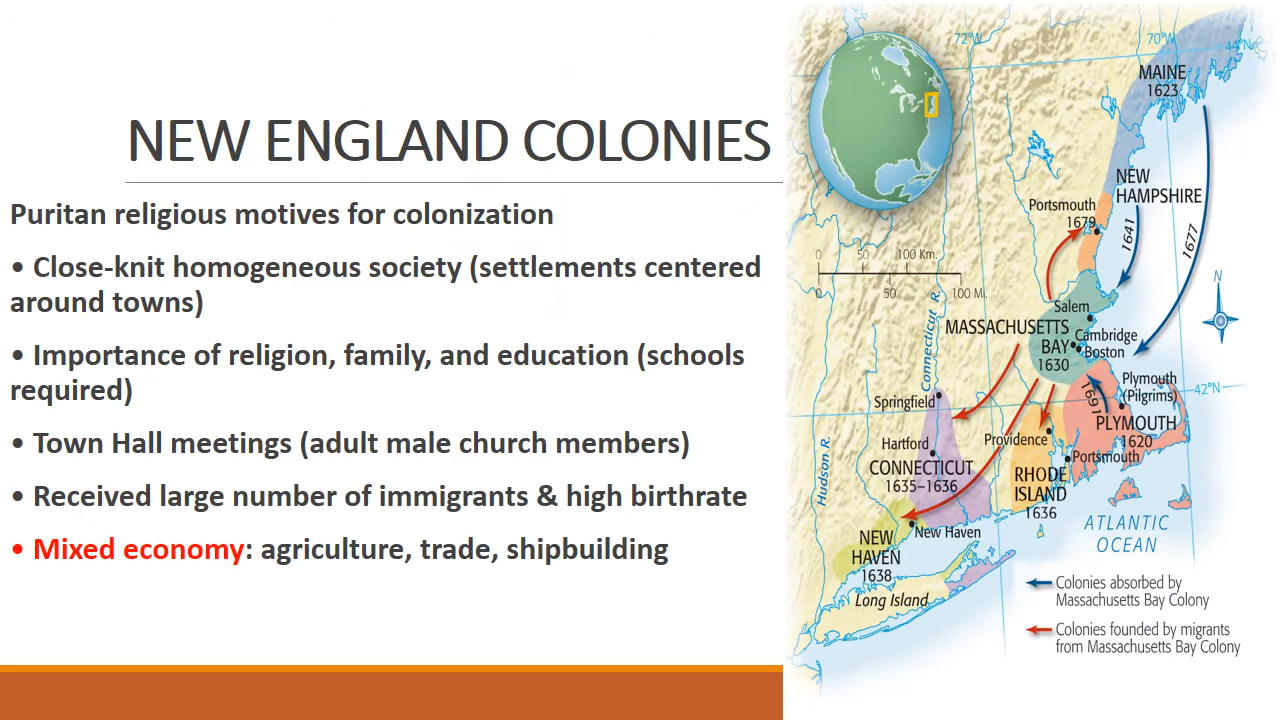 NEW ENGLAND COLONIES
Puritan religious motives for colonization
• Close-knit homogeneous society (settlements centered
around towns)
• Importance of religion, family, and education (schools
required)
• Town Hall meetings (adult male church members)
• Received large number of immigrants & high birthrate
• Mixed economy: agriculture, trade, shipbuilding
72°W
70°W
44°N
MAINE
1623
NEW
HAMPSHIRE
Portsmouth
1679
1641
1677
0 50 100 Km.
0 50 100 Mi.
N
Connecticut R.
Salem
MASSACHUSETTS
BAY
1630
Cambridge
Boston
Plymouth
(Pilgrims)
42°N
1691
PLYMOUTH
1620
Springfield
Hartford
Providence
Portsmouth
CONNECTICUT
1635–1636
RHODE
ISLAND
1636
Hudson R.
New Haven
NEW
HAVEN
1638
Long Island
ATLANTIC
OCEAN
Colonies absorbed by
Massachusetts Bay Colony
Colonies founded by migrants
from Massachusetts Bay Colony